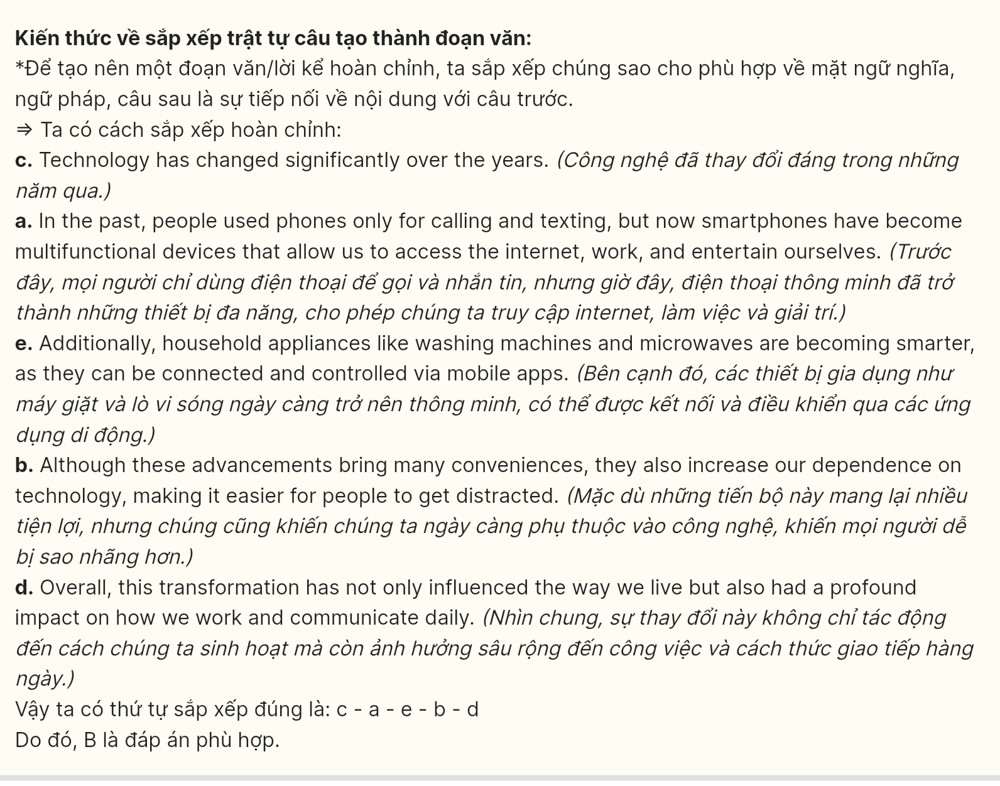 Kiến thức về sắp xếp trật tự câu tạo thành đoạn văn:
*Để tạo nên một đoạn văn/lời kể hoàn chỉnh, ta sắp xếp chúng sao cho phù hợp về mặt ngữ nghĩa,
ngữ pháp, câu sau là sự tiếp nối về nội dung với câu trước.
⇒ Ta có cách sắp xếp hoàn chỉnh:
c. Technology has changed significantly over the years. (Công nghệ đã thay đổi đáng trong những
năm qua.)
a. In the past, people used phones only for calling and texting, but now smartphones have become
multifunctional devices that allow us to access the internet, work, and entertain ourselves. (Trước
đây, mọi người chỉ dùng điện thoại để gọi và nhắn tin, nhưng giờ đây, điện thoại thông minh đã trở
thành những thiết bị đa năng, cho phép chúng ta truy cập internet, làm việc và giải trí.)
e. Additionally, household appliances like washing machines and microwaves are becoming smarter,
as they can be connected and controlled via mobile apps. (Bên cạnh đó, các thiết bị gia dụng như
máy giặt và lò vi sóng ngày càng trở nên thông minh, có thể được kết nối và điều khiển qua các ứng
dụng di động.)
b. Although these advancements bring many conveniences, they also increase our dependence on
technology, making it easier for people to get distracted. (Mặc dù những tiến bộ này mang lại nhiều
tiện lợi, nhưng chúng cũng khiến chúng ta ngày càng phụ thuộc vào công nghệ, khiến mọi người dễ
bị sao nhãng hơn.)
d. Overall, this transformation has not only influenced the way we live but also had a profound
impact on how we work and communicate daily. (Nhìn chung, sự thay đổi này không chỉ tác động
đến cách chúng ta sinh hoạt mà còn ảnh hưởng sâu rộng đến công việc và cách thức giao tiếp hàng
ngày.)
Vậy ta có thứ tự sắp xếp đúng là: c - a - e - b - d
Do đó, B là đáp án phù hợp.